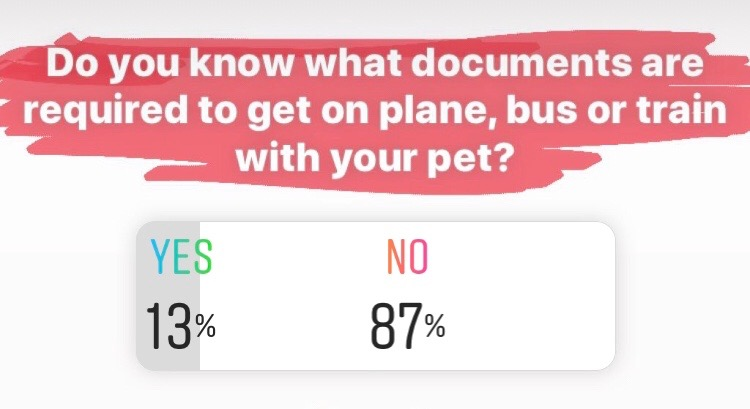 Do you know what documents are
required to get on plane, bus or train
with your pet?
YES NO
13% 87%